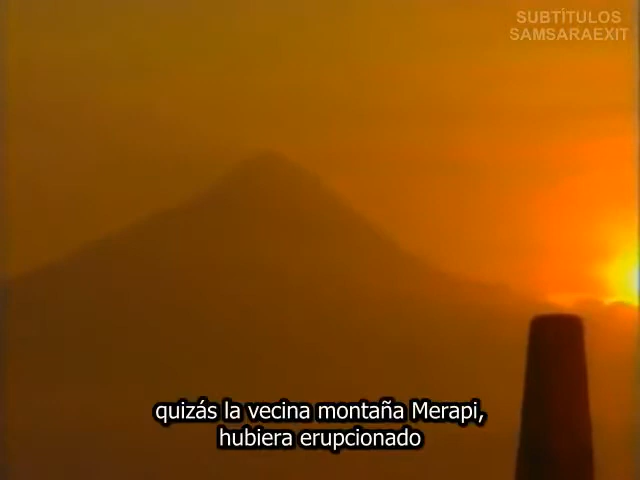 SUBTÍTULOS
SAMSARAEXIT
quizás la vecina montaña Merapi,
hubiera erupcionado